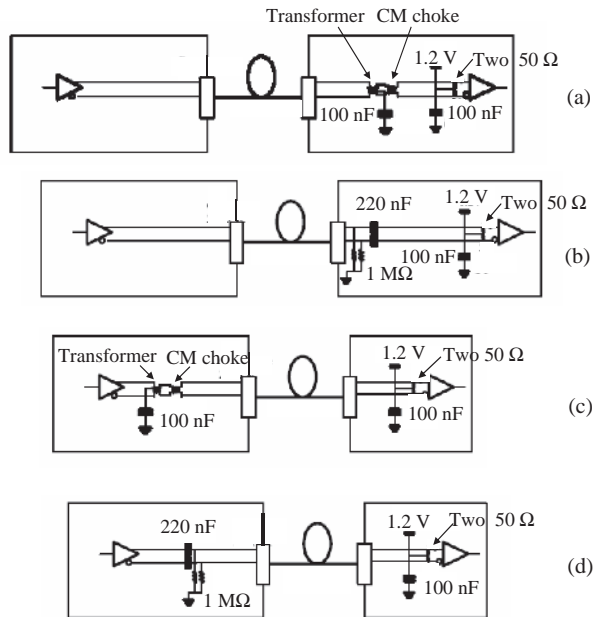 Transformer CM choke
1.2 V Two 50 Ω
100 nF 100 nF
(a)
220 nF 1.2 V Two 50 Ω
100 nF
1 MΩ
(b)
Transformer CM choke 1.2 V Two 50 Ω
100 nF 100 nF
(c)
220 nF 1.2 V Two 50 Ω
1 MΩ 100 nF
(d)